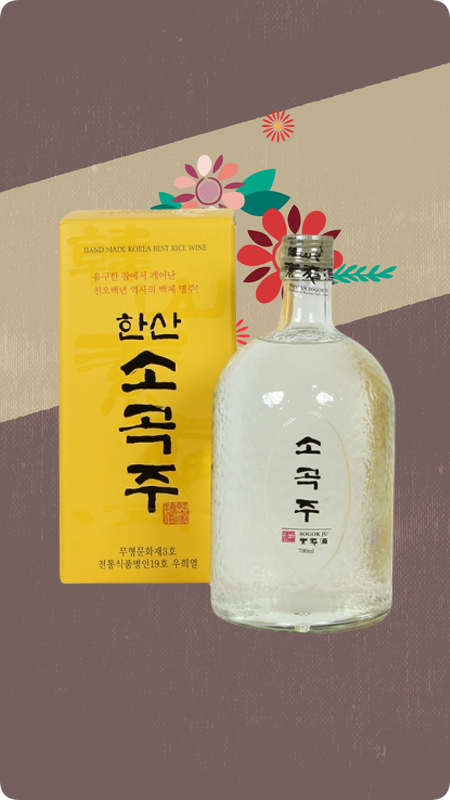 HAND MADE KOREA BEST RICE WINE
유구한 잠에서 깨어난
천오백년 역사의 백제 명주!
한산
소
곡
주
무형문화재3호
전통식품명인19호 우희열
소
곡
주
SOGOK JU
700ml